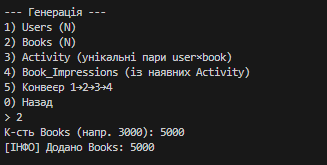 --- Генерація ---
1) Users (N)
2) Books (N)
3) Activity (унікальні пари user×book)
4) Book_Impressions (із наявних Activity)
5) Конвеєр 1→2→3→4
0) Назад
> 2
К-сть Books (напр. 3000): 5000
[ІНФО] Додано Books: 5000